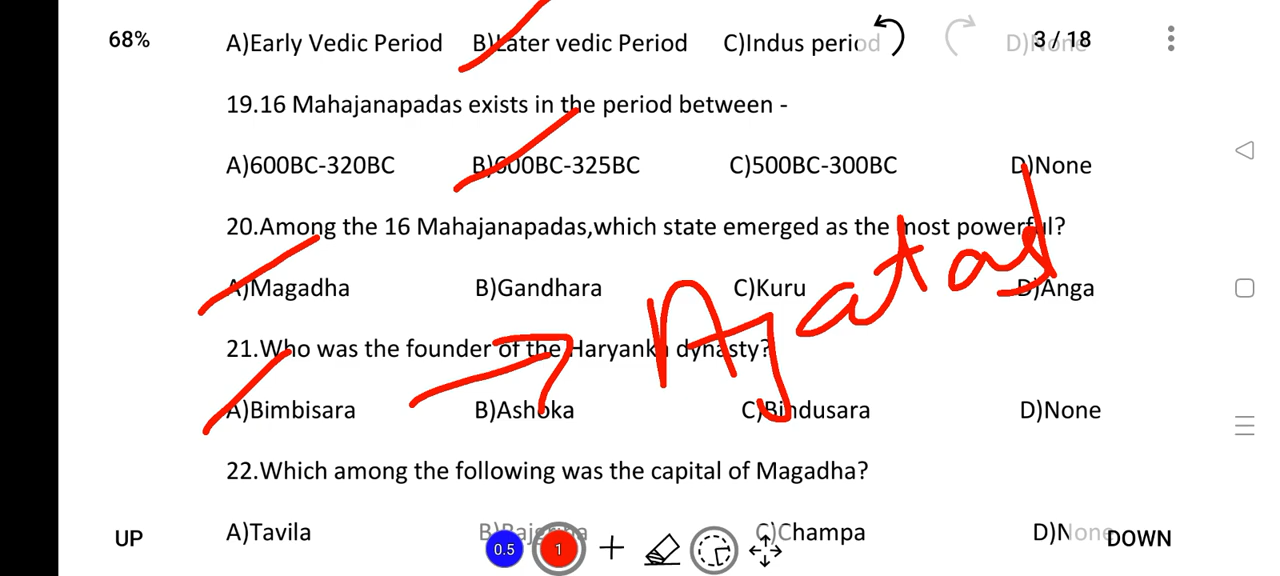 68%
A)Early Vedic Period B)Later vedic Period C)Indus period D)None
3/18
19.16 Mahajanapadas exists in the period between -
A)600BC-320BC B)600BC-325BC C)500BC-300BC D)None
20.Among the 16 Mahajanapadas,which state emerged as the most powerful?
A)Magadha B)Gandhara C)Kuru D)Anga
Ajatas
21.Who was the founder of the Haryanka dynasty?
A)Bimbisara B)Ashoka C)Bindusara D)None
22.Which among the following was the capital of Magadha?
A)Tavila B)Rajgriha C)Champa D)None
UP 0.5 1 DOWN